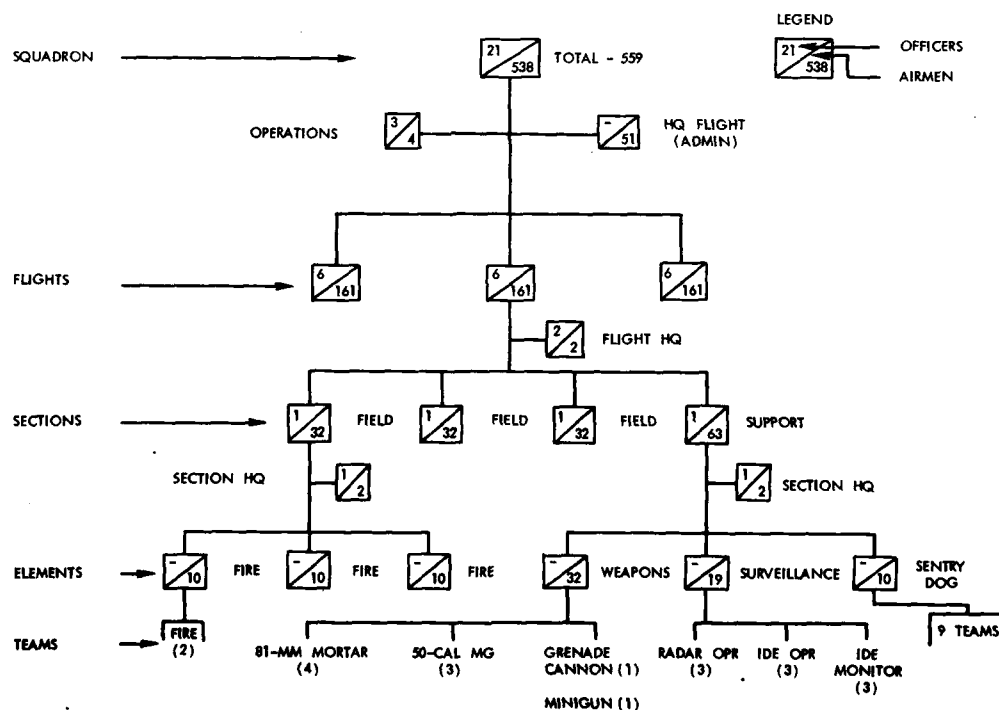 LEGEND
SQUADRON
21
538
TOTAL - 559
21
538
OFFICERS
AIRMEN
OPERATIONS
3
4
-
51
HQ FLIGHT
(ADMIN)
FLIGHTS
6
161
6
161
6
161
2
2
FLIGHT HQ
SECTIONS
1
32
FIELD
1
32
FIELD
1
32
FIELD
1
63
SUPPORT
SECTION HQ
1
2
1
2
SECTION HQ
ELEMENTS
-
10
FIRE
-
10
FIRE
-
10
FIRE
-
32
WEAPONS
-
19
SURVEILLANCE
-
10
SENTRY
DOG
TEAMS
FIRE
(2)
81-MM MORTAR
(4)
50-CAL MG
(3)
GRENADE
CANNON (1)
MINIGUN (1)
RADAR OPR
(3)
IDE OPR
(3)
IDE
MONITOR
(3)
9 TEAMS